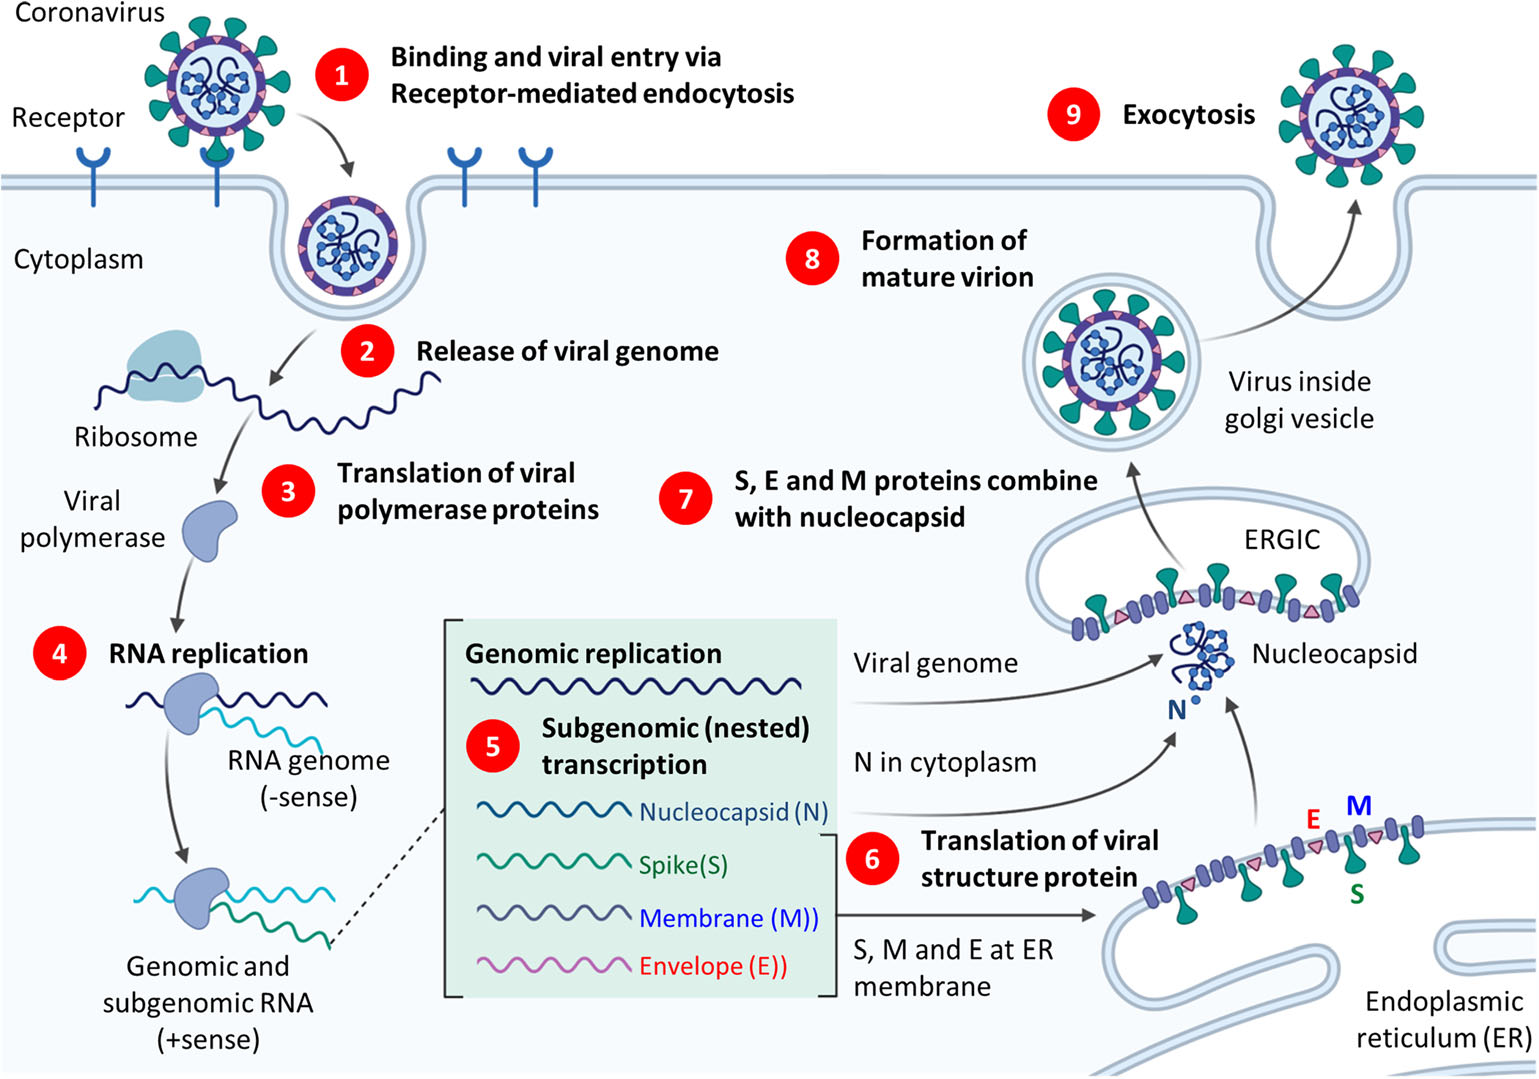 Coronavirus
1
Binding and viral entry via
Receptor-mediated endocytosis
Receptor
Cytoplasm
2
Release of viral genome
Ribosome
3
Translation of viral
polymerase proteins
Viral
polymerase
4
RNA replication
RNA genome
(-sense)
Genomic and
subgenomic RNA
(+sense)
Genomic replication
5
Subgenomic (nested)
transcription
Nucleocapsid (N)
Spike(S)
Membrane (M))
Envelope (E))
Viral genome
N in cytoplasm
6
Translation of viral
structure protein
S, M and E at ER
membrane
E
M
S
Endoplasmic
reticulum (ER)
N
Nucleocapsid
ERGIC
7
S, E and M proteins combine
with nucleocapsid
8
Formation of
mature virion
Virus inside
golgi vesicle
9
Exocytosis